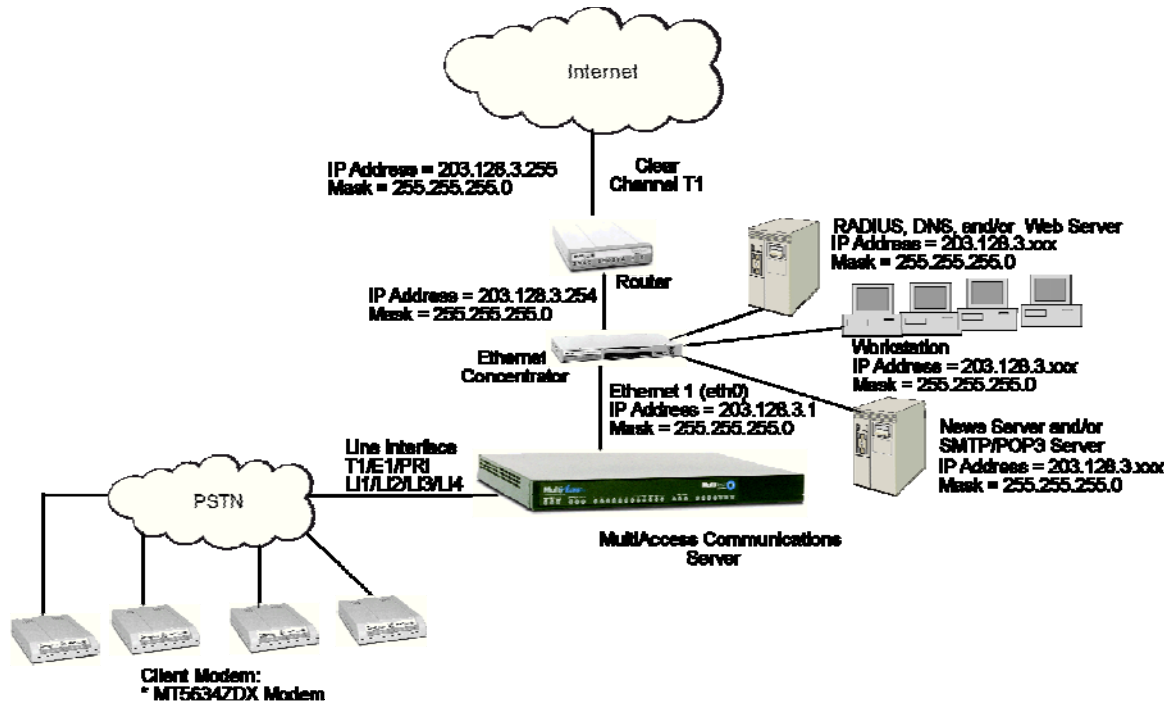 Internet
IP Address = 203.128.3.255
Mask = 255.255.255.0
Clear
Channel T1
RADIUS, DNS, and/or Web Server
IP Address = 203.128.3.xxx
Mask = 255.255.255.0
Router
IP Address = 203.128.3.254
Mask = 255.255.255.0
Workstation
IP Address = 203.128.3.xxx
Mask = 255.255.255.0
Ethernet
Concentrator
Ethernet 1 (eth0)
IP Address = 203.128.3.1
Mask = 255.255.255.0
News Server and/or
SMTP/POP3 Server
IP Address = 203.128.3.xxx
Mask = 255.255.255.0
Line Interface
T1/E1/PRI
LI1/LI2/LI3/LI4
PSTN
MultiAccess Communications
Server
Client Modem:
* MT5634ZDX Modem